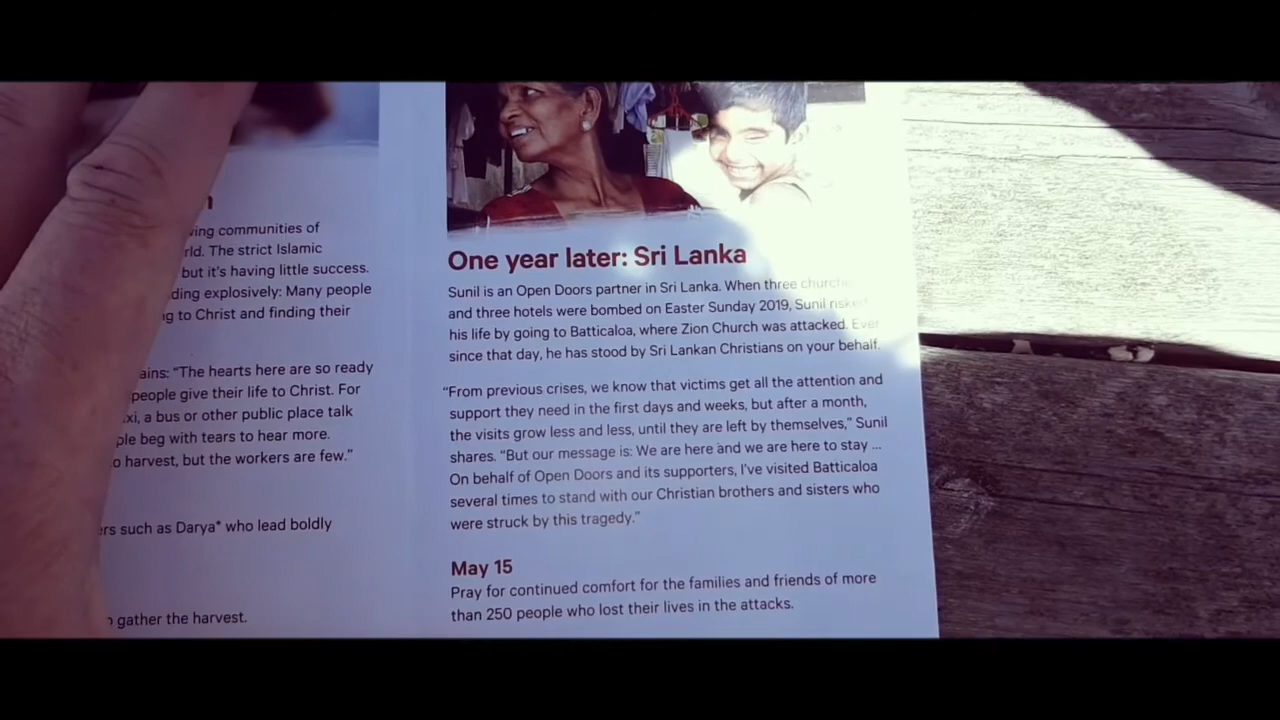 ving communities of
rld. The strict Islamic
but it's having little success.
ding explosively: Many people
g to Christ and finding their
ains: "The hearts here are so ready
people give their life to Christ. For
xi, a bus or other public place talk
ple beg with tears to hear more.
o harvest, but the workers are few."
ers such as Darya* who lead boldly
gather the harvest.
One year later: Sri Lanka
Sunil is an Open Doors partner in Sri Lanka. When three churche
and three hotels were bombed on Easter Sunday 2019, Sunil risked
his life by going to Batticaloa, where Zion Church was attacked. Ever
since that day, he has stood by Sri Lankan Christians on your behalf.
"From previous crises, we know that victims get all the attention and
support they need in the first days and weeks, but after a month,
the visits grow less and less, until they are left by themselves," Sunil
shares. "But our message is: We are here and we are here to stay ...
On behalf of Open Doors and its supporters, I've visited Batticaloa
several times to stand with our Christian brothers and sisters who
were struck by this tragedy."
May 15
Pray for continued comfort for the families and friends of more
than 250 people who lost their lives in the attacks.